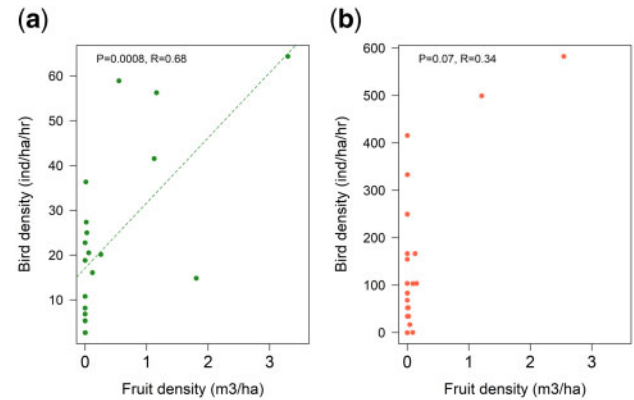 (a)
P=0.0008, R=0.68
60
50
40
30
20
10
Bird density (ind/ha/hr)
0 1 2 3
Fruit density (m3/ha)
(b)
P=0.07, R=0.34
600
500
400
300
200
100
0
Bird density (ind/ha/hr)
0 1 2 3
Fruit density (m3/ha)